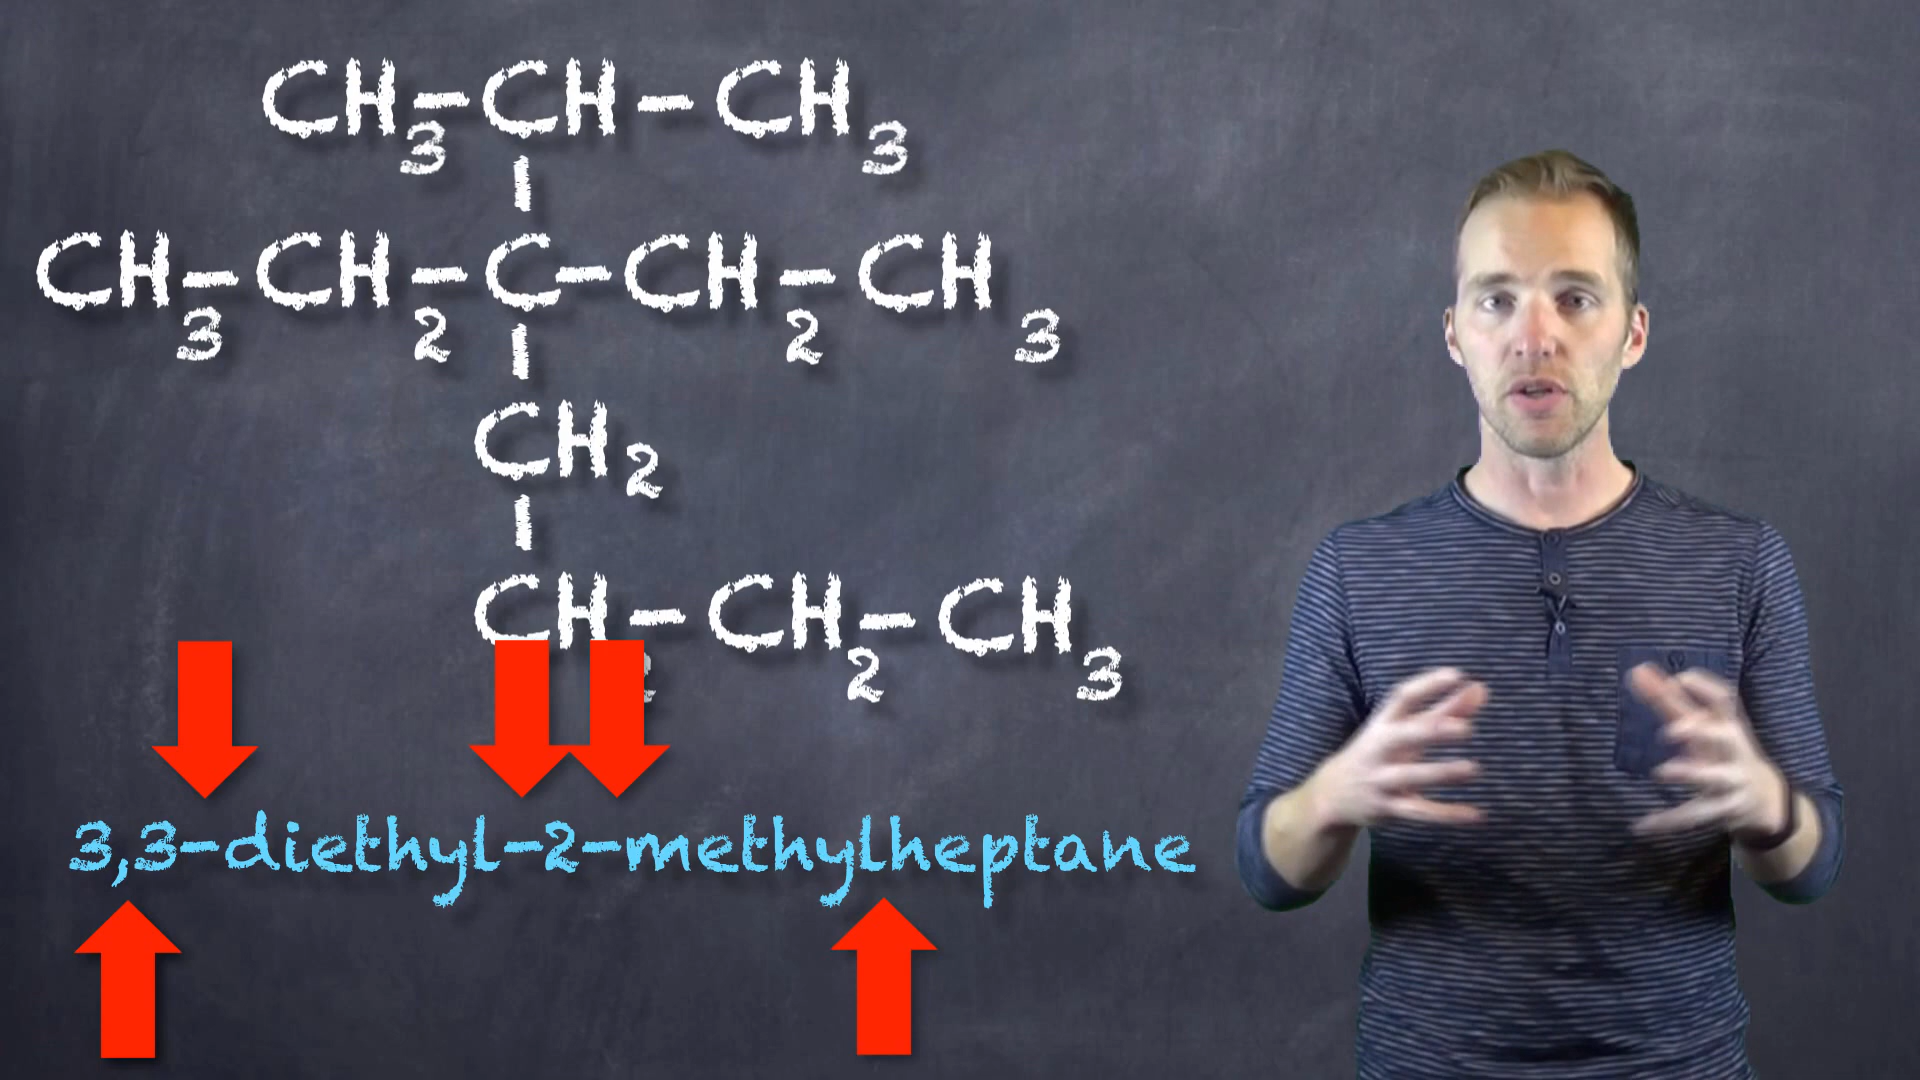 CH3-CH-CH3
|
CH3-CH2-C-CH2-CH3
|
CH2
|
CH2-CH2-CH3
3,3-diethyl-2-methylheptane